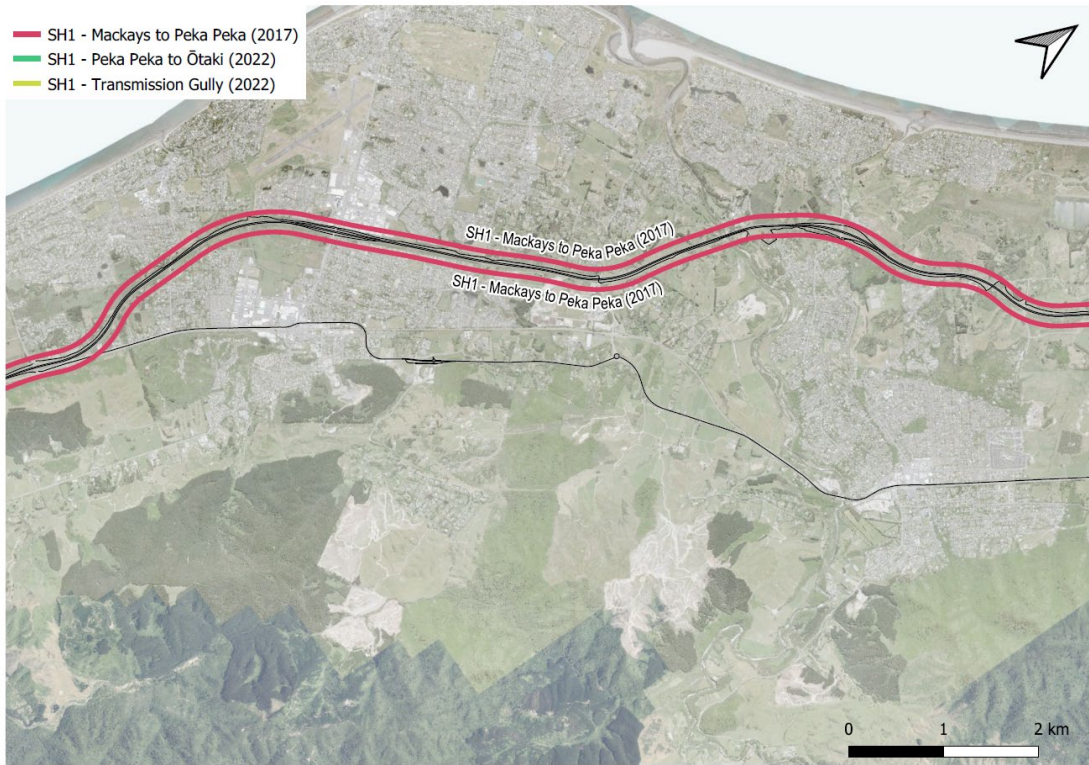 SH1 - Mackays to Peka Peka (2017)
SH1 - Peka Peka to Ōtaki (2022)
SH1 - Transmission Gully (2022)
SH1 - Mackays to Peka Peka (2017)
SH1 - Mackays to Peka Peka (2017)
0 1 2 km